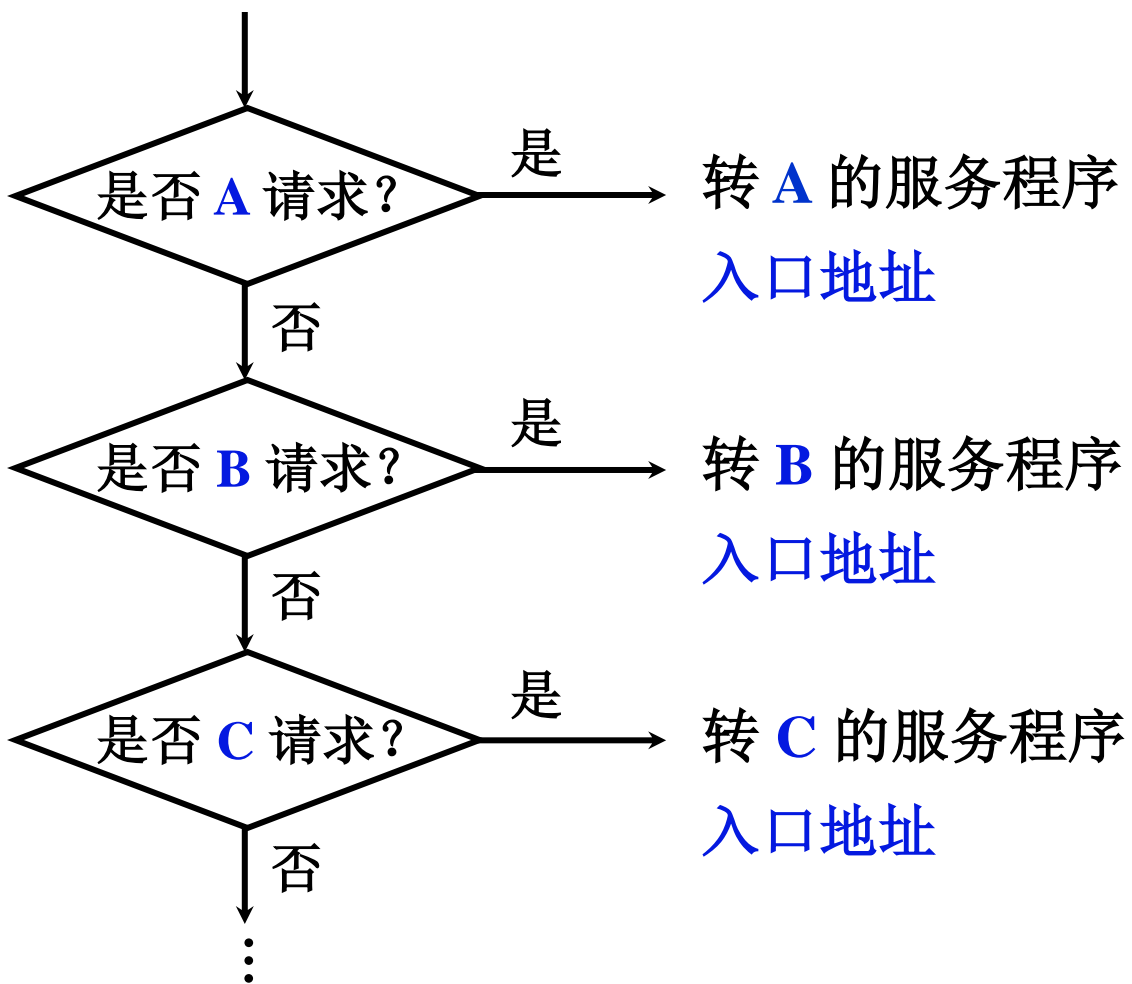 是否 A 请求？
是
转 A 的服务程序
入口地址
否
是否 B 请求？
是
转 B 的服务程序
入口地址
否
是否 C 请求？
是
转 C 的服务程序
入口地址
否
⋮